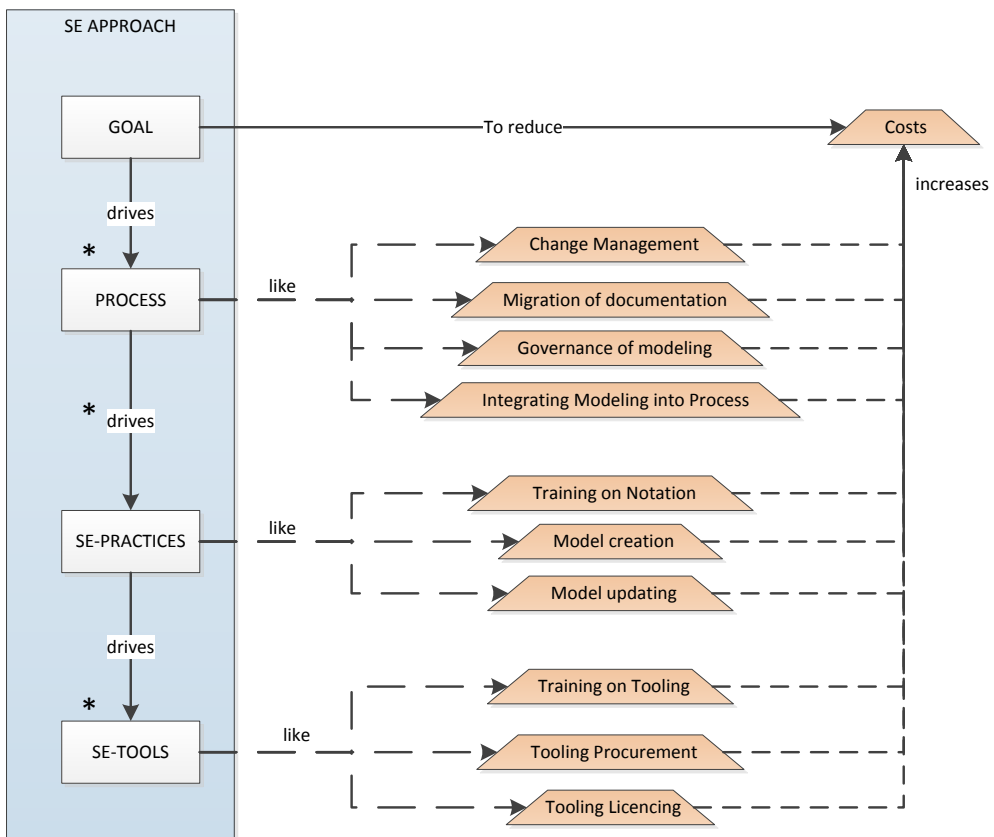 SE APPROACH
GOAL
To reduce
Costs
increases
drives
*
Change Management
PROCESS
like
Migration of documentation
Governance of modeling
Integrating Modeling into Process
*
drives
Training on Notation
SE-PRACTICES
like
Model creation
Model updating
drives
*
Training on Tooling
SE-TOOLS
like
Tooling Procurement
Tooling Licencing